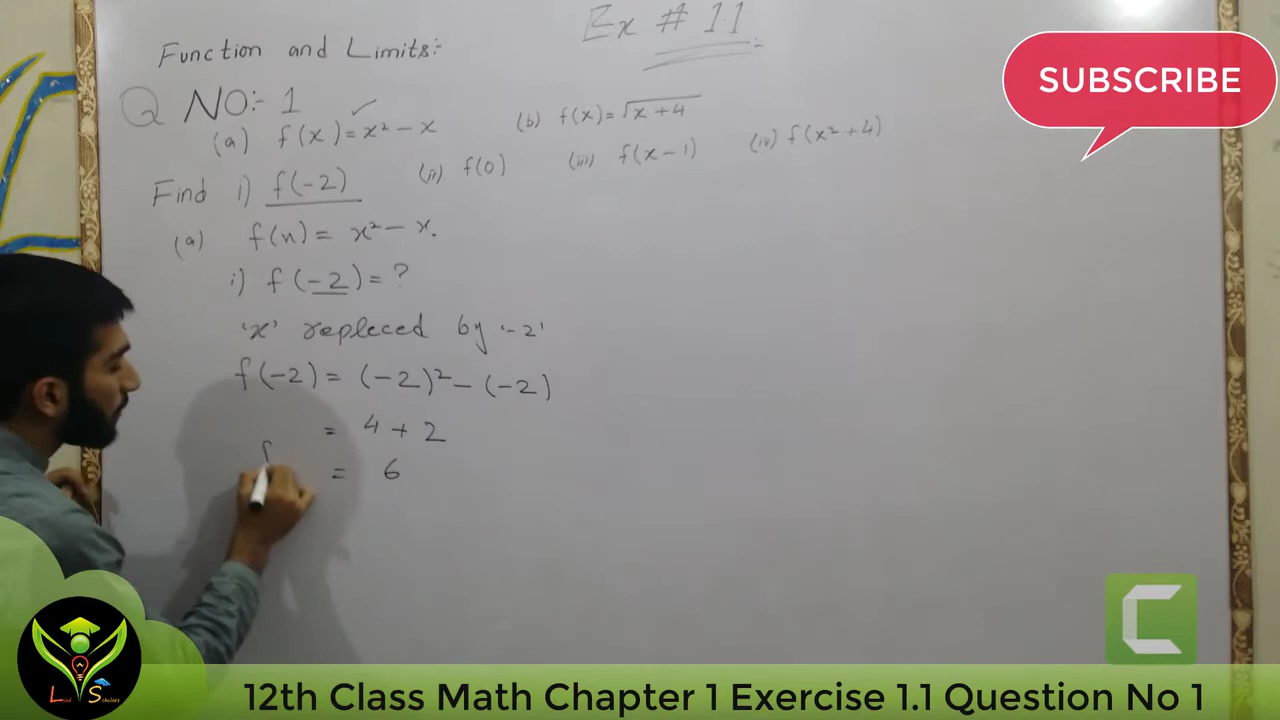 Ex # 1.1
Function and Limits:
SUBSCRIBE
Q NO:- 1
(a) f(x) = x² - x (b) f(x) = √x + 4
Find i) f(-2) (ii) f(0) (iii) f(x - 1) (iv) f(x² + 4)
(a) f(x) = x² - x.
i) f(-2) = ?
'x' repleced by '-2'
f(-2) = (-2)² - (-2)
= 4 + 2
f = 6
C
12th Class Math Chapter 1 Exercise 1.1 Question No 1